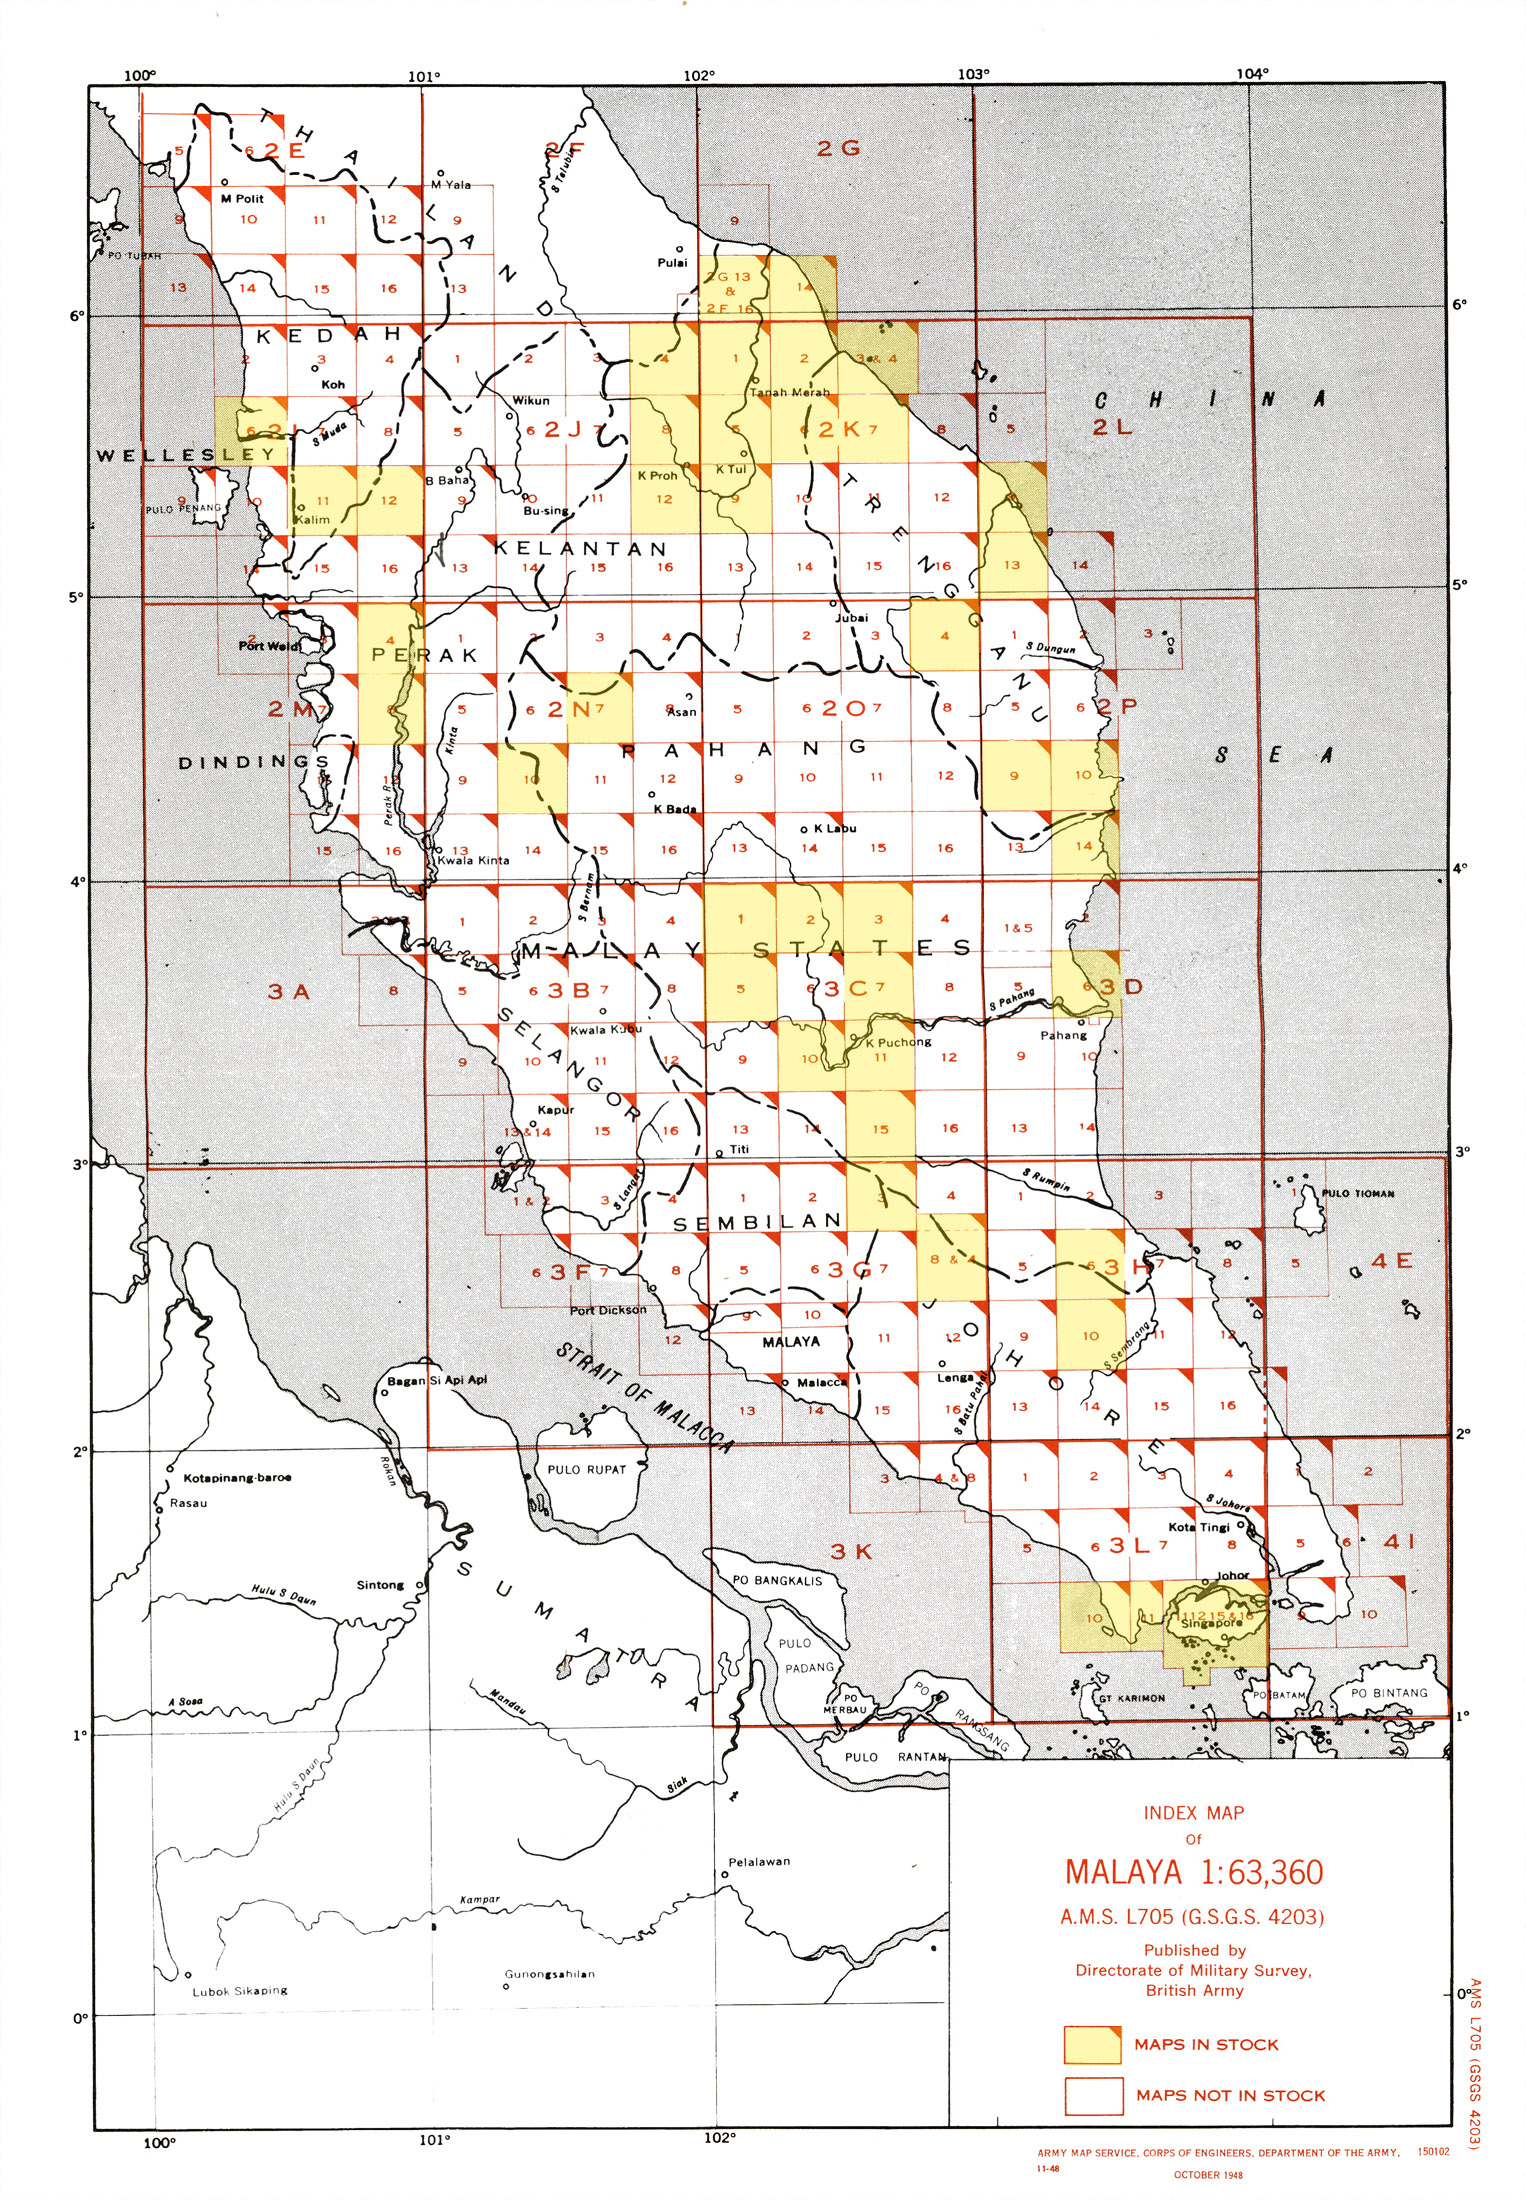 100° 101° 102° 103° 104°
THAILAND
5 6 2E 2F 2G
S Telubin
M Yala
M Polit
9 10 11 12 9 9
PO TUBAH
Pulai
13 14 15 16 13 2G 13 & 2F 16 14
6° 6°
KEDAH
2 3 4 1 2 3 4 1 2 3 & 4
Koh
Tanah Merah
Wikun
CHINA
6 7 8 5 6 2J 7 8 5 6 2K 7 8 5 2L
S Muda
WELLESLEY
B Baha
K Proh K Tul
TRENGGANU
9 10 11 12 9 10 11 12 9 10 11 12
PULO PENANG
Kalim
Bu-sing
KELANTAN
14 15 16 13 14 15 16 13 14 15 16 13 14
5° 5°
Jubai
2 4 1 2 3 4 1 2 3 4 1 2 3
Port Weld
PERAK
S Dungun
2M 7 5 6 2N 7 8 5 6 2O 7 8 5 6 2P
Asan
Kinta
PAHANG
SEA
DINDINGS
12 9 10 11 12 9 10 11 12 9 10
Perak R
K Bada
K Labu
15 16 13 14 15 16 13 14 15 16 13 14
Kwala Kinta
4° 4°
S Bernam
1 2 3 4 1 2 3 4 1&5 2
MALAY STATES
3A 8 5 6 3B 7 8 5 6 3C 7 8 5 6 3D
S Pahang
SELANGOR
Kwala Kubu
K Puchong
Pahang
9 10 11 12 9 10 11 12 9 10
Kapur
13&14 15 16 13 14 15 16 13 14
Titi
3° 3°
S Langat
S Rumpin
1 & 2 3 4 1 2 3 4 1 2 3 1
PULO TIOMAN
SEMBILAN
6 3F 7 8 5 6 3G 7 8 & 4 5 6 3H 7 8 5 4E
Port Dickson
9 10
12 MALAYA 11 12 9 10 11 12
S Sembrang
STRAIT OF MALACCA
JOHORE
Lenga
Bagan Si Api Api
Malacca
S Batu Pahat
13 14 15 16 13 14 15 16
2° 2°
Rokan
PULO RUPAT
3 4 & 8 1 2 3 4 1 2
Kotapinang-baroe
Rasau
S Johore
Kota Tingi
3K 5 6 3L 7 8 5 6 4I
Johor
PO BANGKALIS
Sintong
Hulu S Daun
SUMATORA
10 11 11 12 15 & 16 9 10
Singapore
PULO
PADANG
PO
MERBAU
PO RANGSANG
GT KARIMON
PO BATAM
PO BINTANG
A Sosa
Mandau
1° 1°
PULO RANTAN
Siak
Hulu S Daun
Pelalawan
Kampar
Gunongsahilan
Lubok Sikaping
0° 0°
INDEX MAP
Of
MALAYA 1:63,360
A.M.S. L705 (G.S.G.S. 4203)
Published by
Directorate of Military Survey,
British Army
MAPS IN STOCK
MAPS NOT IN STOCK
100° 101° 102°
AMS L705 (GSGS 4203)
ARMY MAP SERVICE, CORPS OF ENGINEERS, DEPARTMENT OF THE ARMY, 150102
11-48
OCTOBER 1948